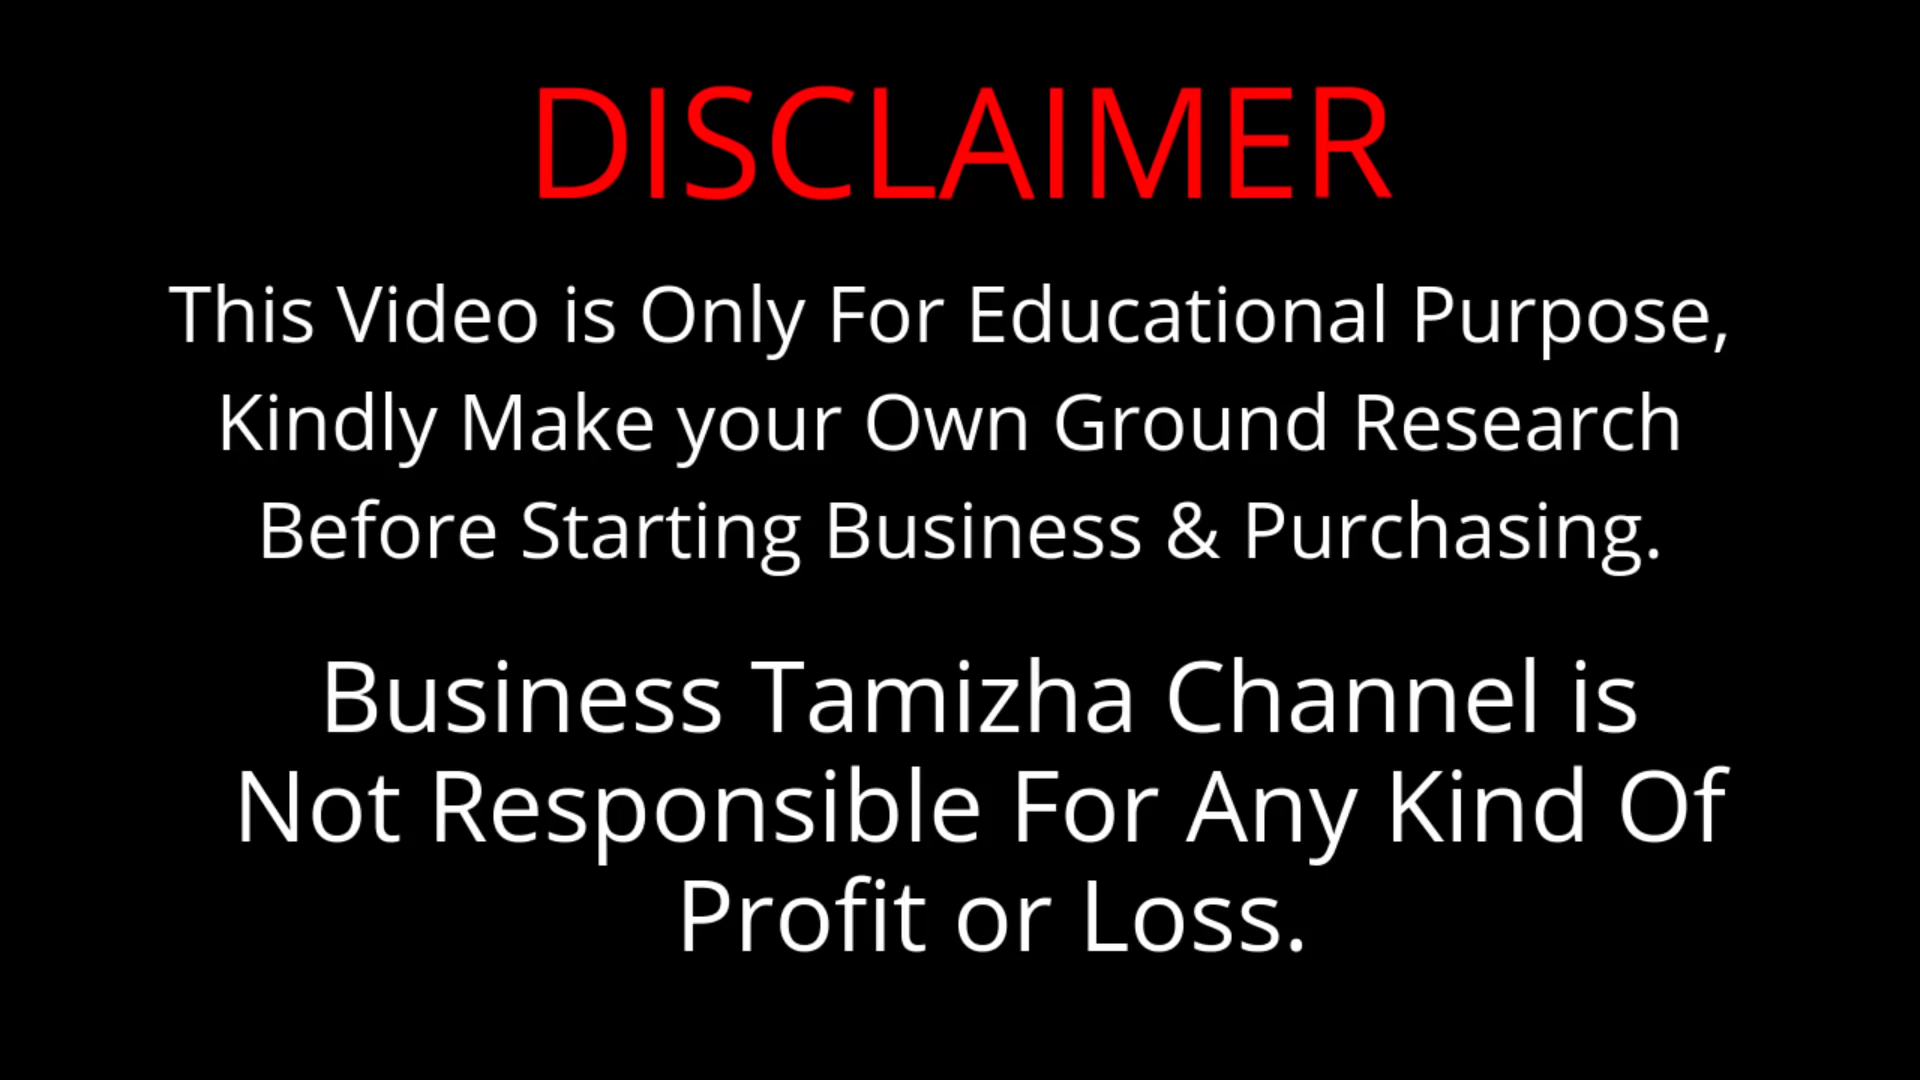 DISCLAIMER
This Video is Only For Educational Purpose,
Kindly Make your Own Ground Research
Before Starting Business & Purchasing.
Business Tamizha Channel is
Not Responsible For Any Kind Of
Profit or Loss.